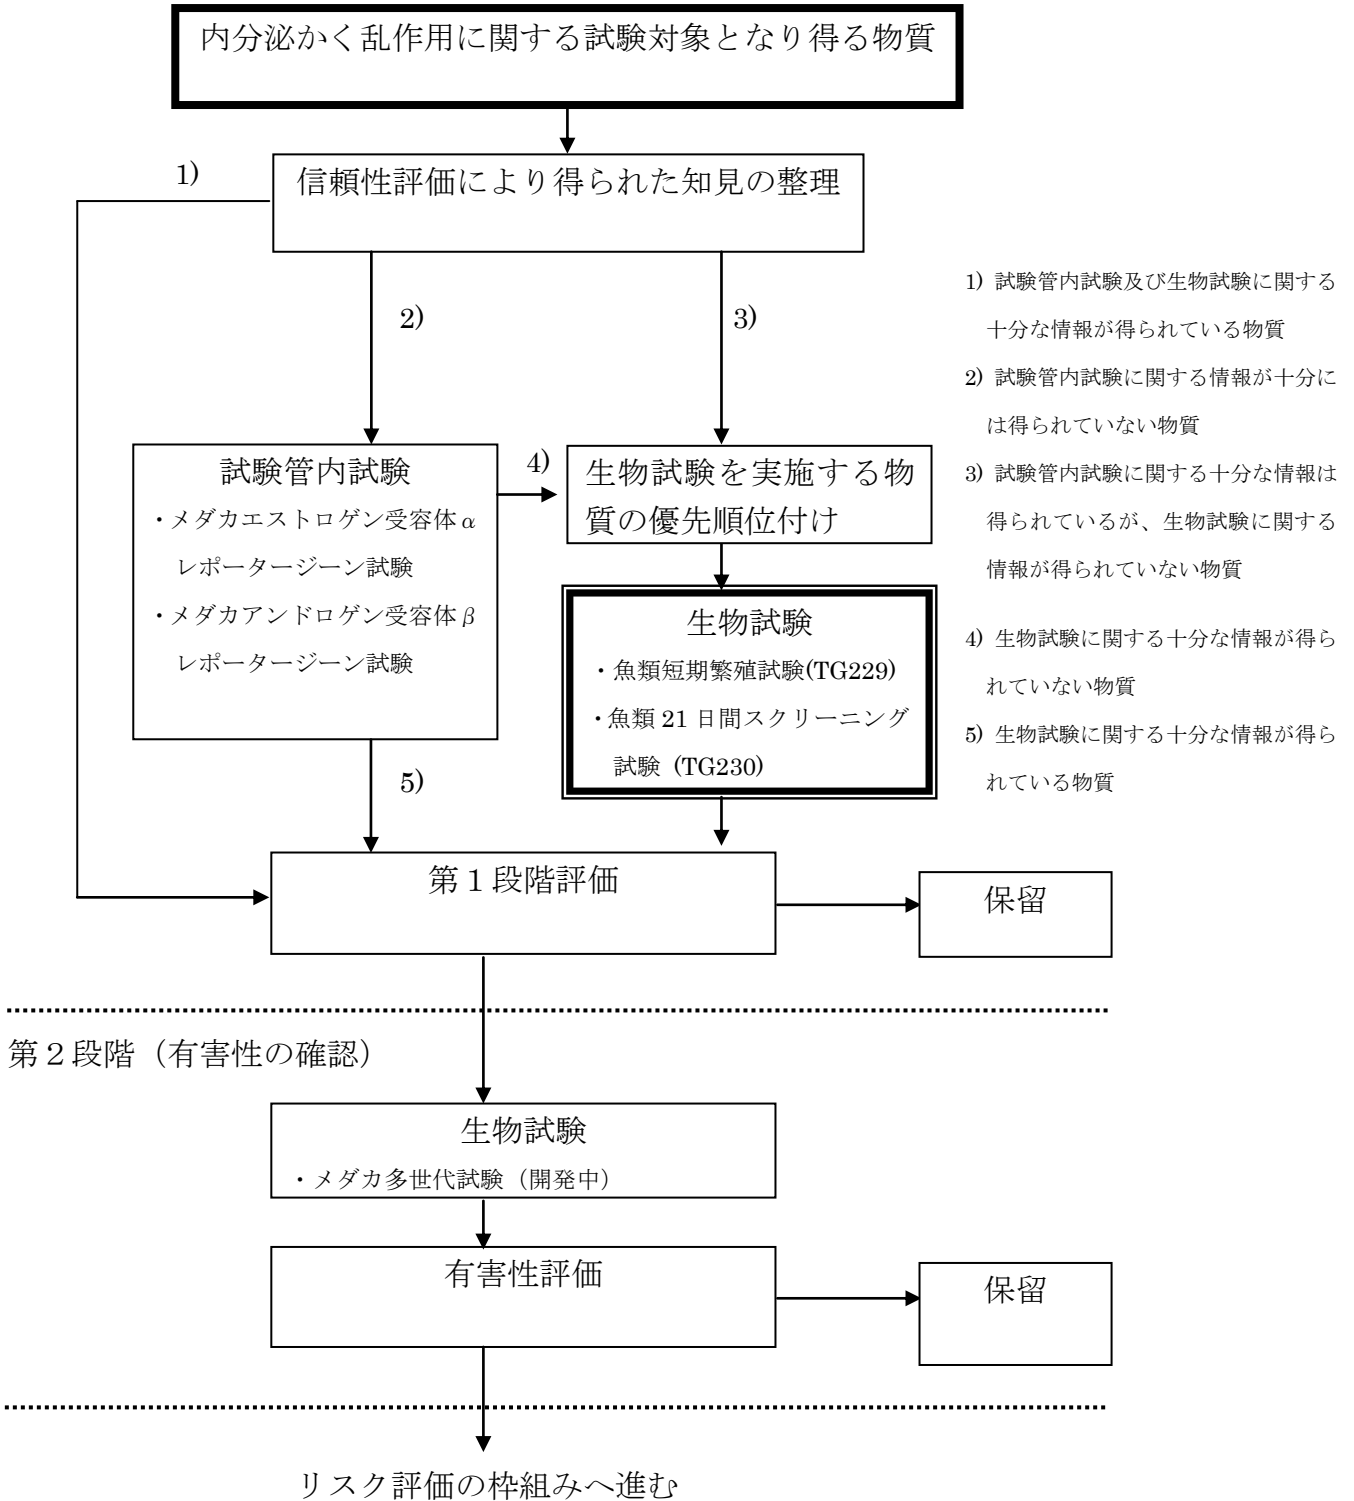 内分泌かく乱作用に関する試験対象となり得る物質
1)
信頼性評価により得られた知見の整理
2)
3)
1) 試験管内試験及び生物試験に関する
十分な情報が得られている物質
2) 試験管内試験に関する情報が十分に
は得られていない物質
3) 試験管内試験に関する十分な情報は
得られているが、生物試験に関する
情報が得られていない物質
4) 生物試験に関する十分な情報が得ら
れていない物質
5) 生物試験に関する十分な情報が得ら
れている物質
試験管内試験
・メダカエストロゲン受容体α
レポータージーン試験
・メダカアンドロゲン受容体β
レポータージーン試験
4)
生物試験を実施する物
質の優先順位付け
生物試験
・魚類短期繁殖試験(TG229)
・魚類 21 日間スクリーニング
試験 (TG230)
5)
第１段階評価
保留
第２段階（有害性の確認）
生物試験
・メダカ多世代試験（開発中）
有害性評価
保留
リスク評価の枠組みへ進む